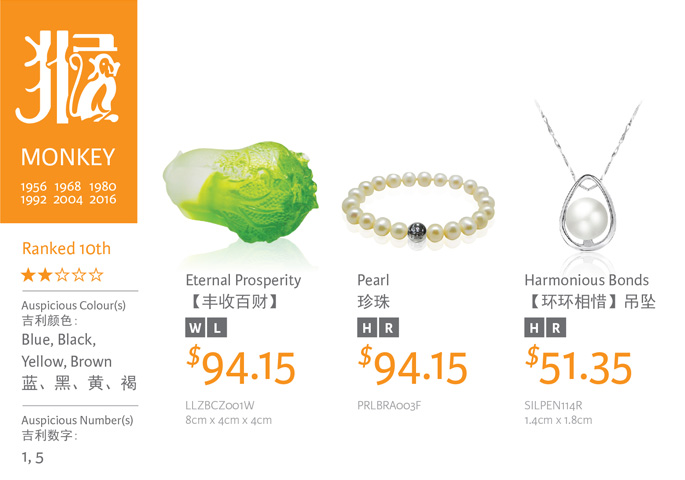 猴
MONKEY
1956 1968 1980
1992 2004 2016
Ranked 10th
Auspicious Colour(s)
吉利颜色：
Blue, Black,
Yellow, Brown
蓝、黑、黄、褐
Auspicious Number(s)
吉利数字：
1, 5
Eternal Prosperity
【丰收百财】
W L
$94.15
LLZBCZ001W
8cm x 4cm x 4cm
Pearl
珍珠
H R
$94.15
PRLBRA003F
Harmonious Bonds
【环环相惜】吊坠
H R
$51.35
SILPEN114R
1.4cm x 1.8cm